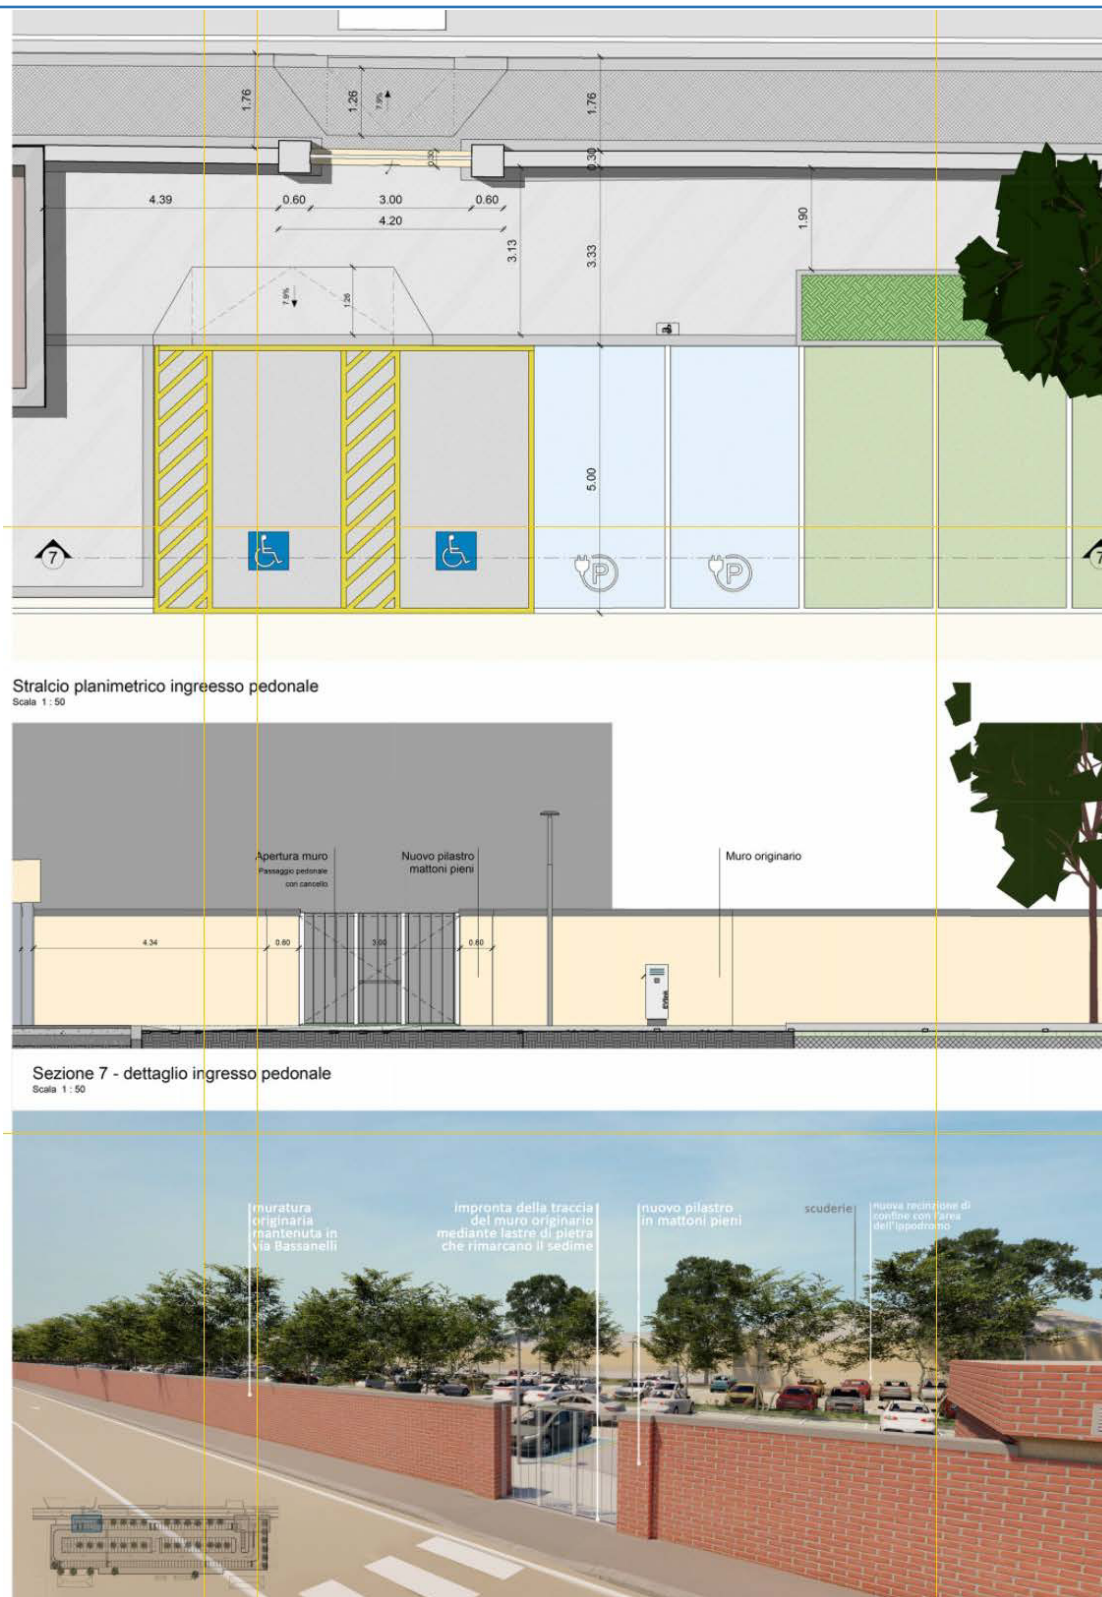 1.76
1.26
7.9%
1.76
0.30
0.30
4.39
0.60
3.00
0.60
4.20
3.13
3.33
1.90
7.9%
1.26
5.00
7
P
P
7
Stralcio planimetrico ingreesso pedonale
Scala 1 : 50
Apertura muro
Passaggio pedonale
con cancello
Nuovo pilastro
mattoni pieni
Muro originario
4.34
0.60
3.00
0.60
Sezione 7 - dettaglio ingresso pedonale
Scala 1 : 50
muratura
originaria
mantenuta in
via Bassanelli
impronta della traccia
del muro originario
mediante lastre di pietra
che rimarcano il sedime
nuovo pilastro
in mattoni pieni
scuderie
nuova recinzione di
confine con l'area
dell'Ippodromo